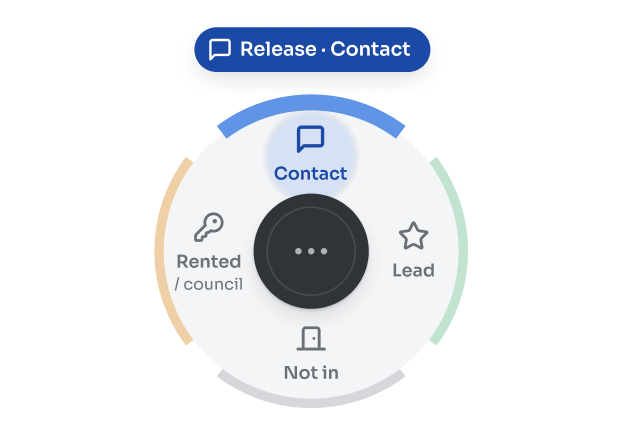 Release · Contact
Contact
Rented
/ council
Lead
Not in